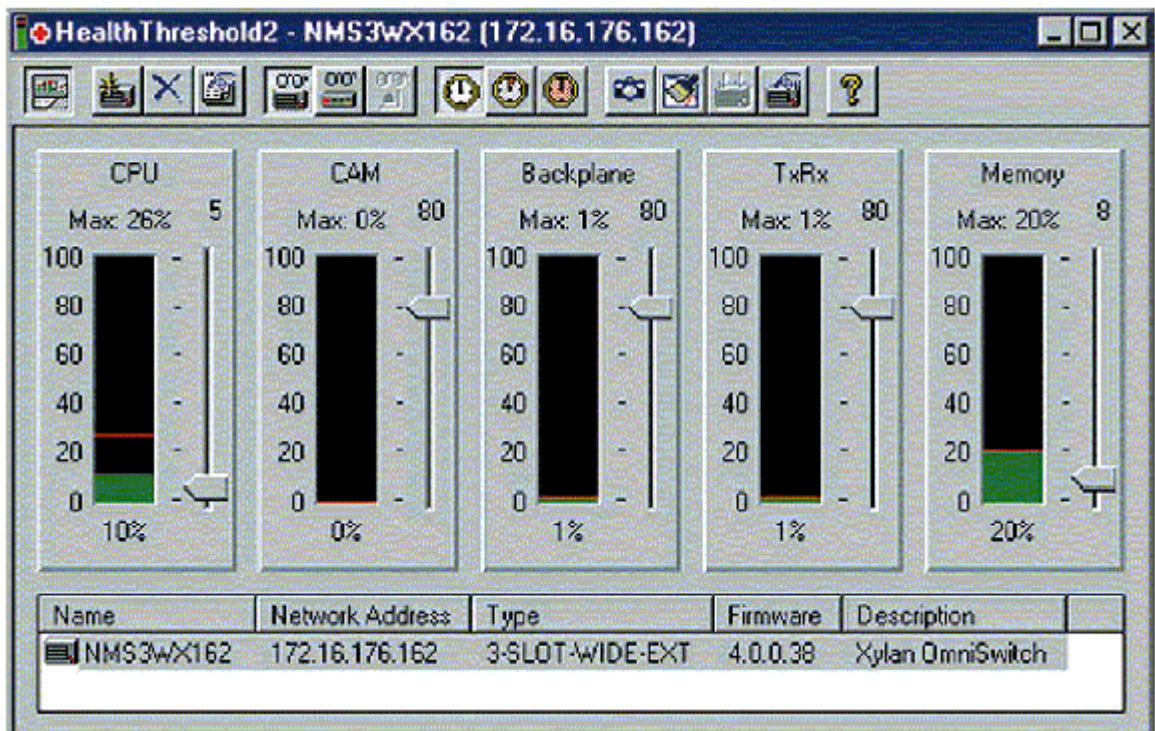 HealthThreshold2 - NMS3WX162 (172.16.176.162)
CPU
Max: 26% 5
100
80
60
40
20
0
10%
CAM
Max: 0% 80
100
80
60
40
20
0
0%
Backplane
Max: 1% 80
100
80
60
40
20
0
1%
TxRx
Max: 1% 80
100
80
60
40
20
0
1%
Memory
Max: 20% 8
100
80
60
40
20
0
20%
Name Network Address Type Firmware Description
NMS3WX162 172.16.176.162 3-SLOT-WIDE-EXT 4.0.0.38 Xylan OmniSwitch